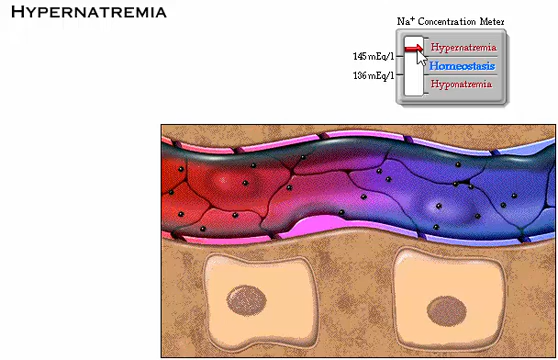 HYPERNATREMIA
Na+ Concentration Meter
Hypernatremia
145 mEq/l
Homeostasis
136 mEq/l
Hyponatremia